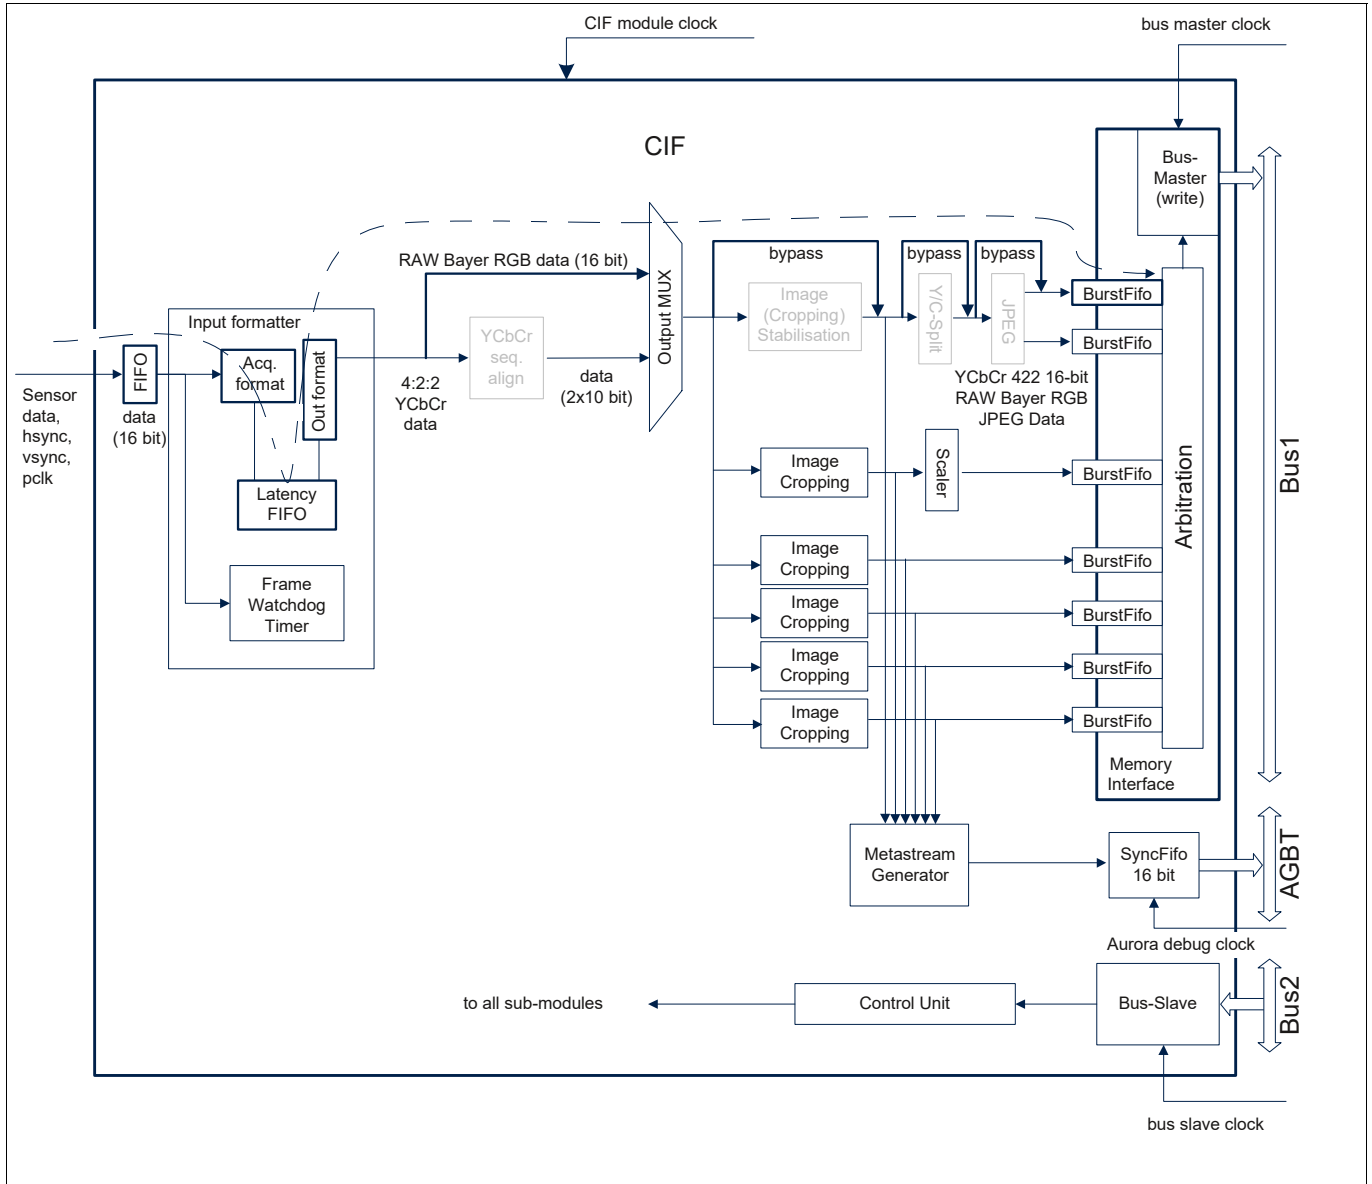 CIF module clock
bus master clock
CIF
Bus-
Master
(write)
bypass
bypass
bypass
RAW Bayer RGB data (16 bit)
Output MUX
Image
(Cropping)
Stabilisation
Y/C-Split
JPEG
BurstFifo
BurstFifo
Input formatter
YCbCr
seq.
align
FIFO
Acq.
format
Out format
Sensor
data,
hsync,
vsync,
pclk
data
(16 bit)
4:2:2
YCbCr
data
data
(2x10 bit)
YCbCr 422 16-bit
RAW Bayer RGB
JPEG Data
Latency
FIFO
Image
Cropping
Scaler
BurstFifo
Arbitration
Bus1
Frame
Watchdog
Timer
Image
Cropping
BurstFifo
Image
Cropping
BurstFifo
Image
Cropping
BurstFifo
Image
Cropping
BurstFifo
Memory
Interface
Metastream
Generator
SyncFifo
16 bit
AGBT
Aurora debug clock
to all sub-modules
Control Unit
Bus-Slave
Bus2
bus slave clock